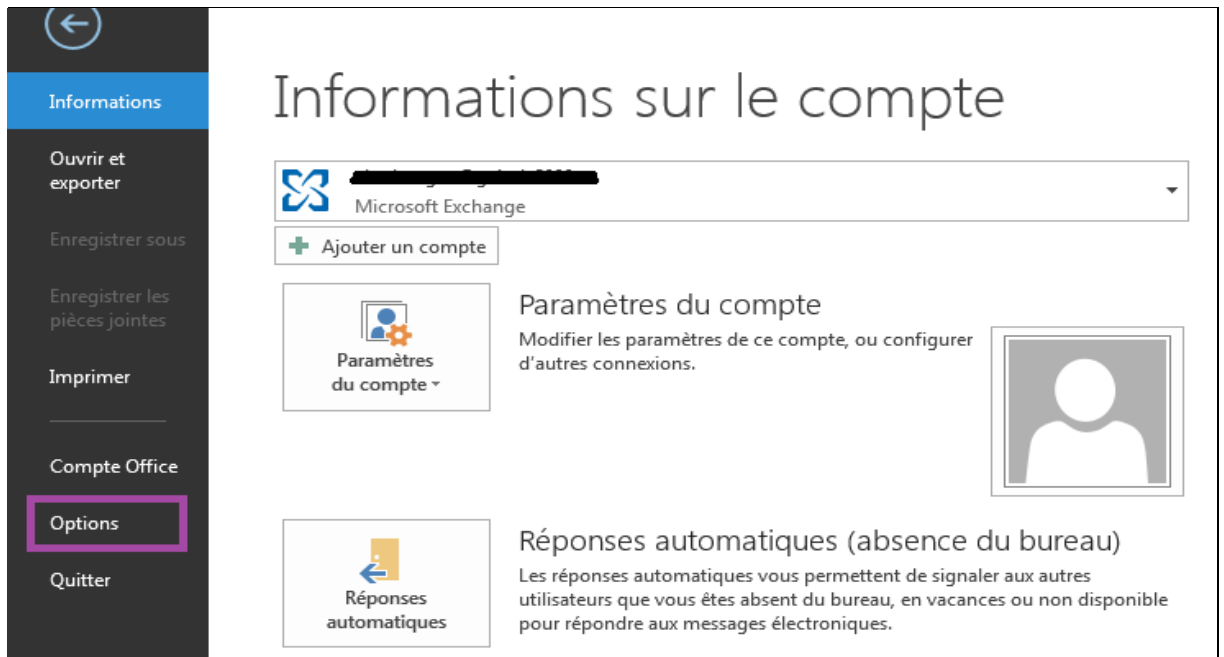 Informations
Ouvrir et
exporter
Enregistrer sous
Enregistrer les
pièces jointes
Imprimer
Compte Office
Options
Quitter
Informations sur le compte
Microsoft Exchange
Ajouter un compte
Paramètres
du compte
Paramètres du compte
Modifier les paramètres de ce compte, ou configurer
d'autres connexions.
Réponses
automatiques
Réponses automatiques (absence du bureau)
Les réponses automatiques vous permettent de signaler aux autres
utilisateurs que vous êtes absent du bureau, en vacances ou non disponible
pour répondre aux messages électroniques.